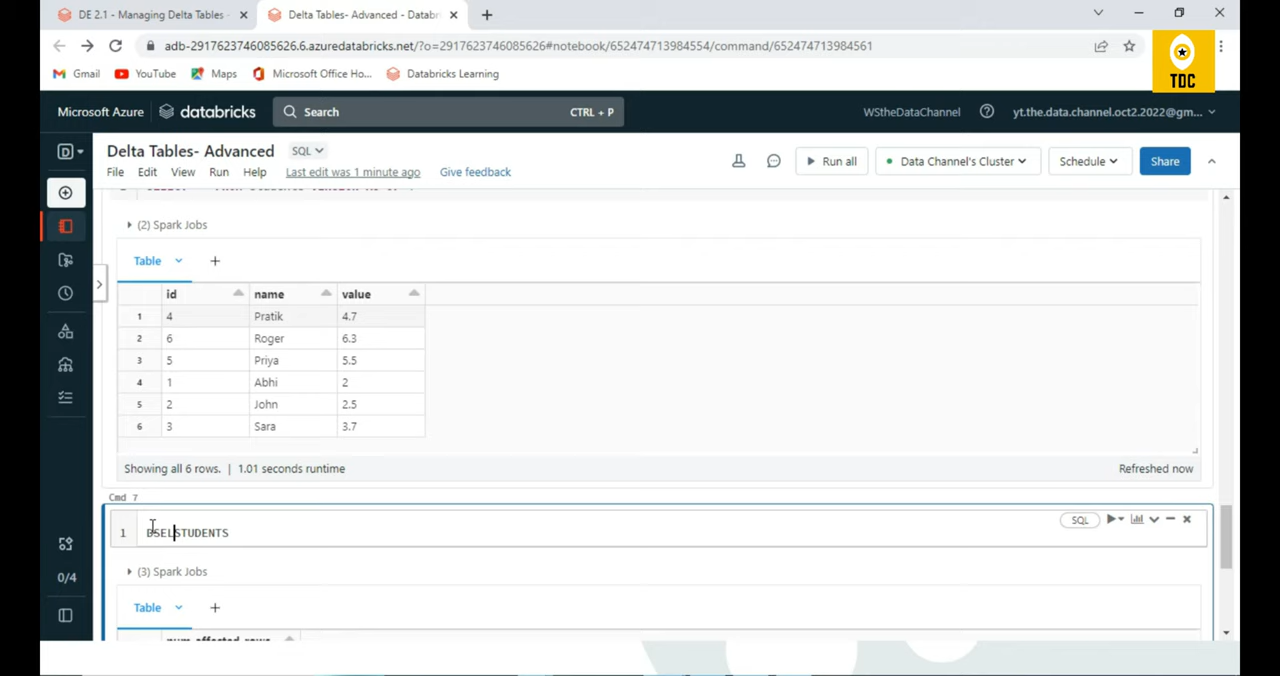 DE 2.1 - Managing Delta Tables -
Delta Tables- Advanced - Databri
adb-2917623746085626.6.azuredatabricks.net/?o=2917623746085626#notebook/652474713984554/command/652474713984561
Gmail YouTube Maps Microsoft Office Ho... Databricks Learning
TDC
Microsoft Azure databricks Search CTRL + P WStheDataChannel yt.the.data.channel.oct2.2022@gm...
Delta Tables- Advanced SQL
Run all Data Channel's Cluster Schedule Share
File Edit View Run Help Last edit was 1 minute ago Give feedback
(2) Spark Jobs
Table +
id name value
1 4 Pratik 4.7
2 6 Roger 6.3
3 5 Priya 5.5
4 1 Abhi 2
5 2 John 2.5
6 3 Sara 3.7
Showing all 6 rows. | 1.01 seconds runtime Refreshed now
Cmd 7
SQL
1 DSELSTUDENTS
(3) Spark Jobs
0/4
Table +
num_affected_rows